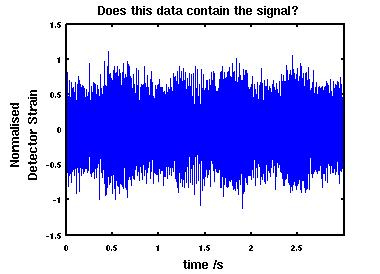 Does this data contain the signal?
1.5
1
0.5
0
-0.5
-1
-1.5
Normalised
Detector Strain
0 0.5 1 1.5 2 2.5
time /s